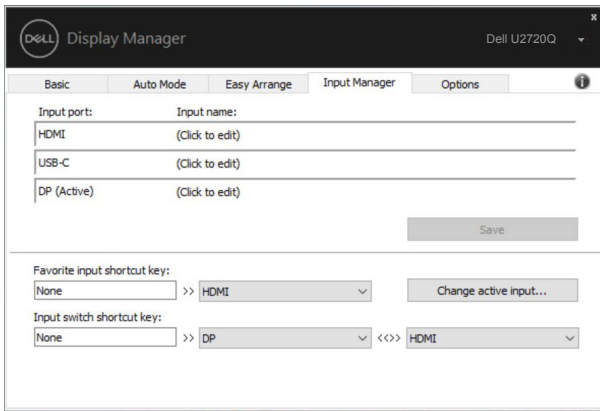 DELL Display Manager Dell U2720Q
x
Basic Auto Mode Easy Arrange Input Manager Options i
Input port: Input name:
HDMI (Click to edit)
USB-C (Click to edit)
DP (Active) (Click to edit)
Save
Favorite input shortcut key:
None >> HDMI Change active input...
Input switch shortcut key:
None >> DP <<>> HDMI